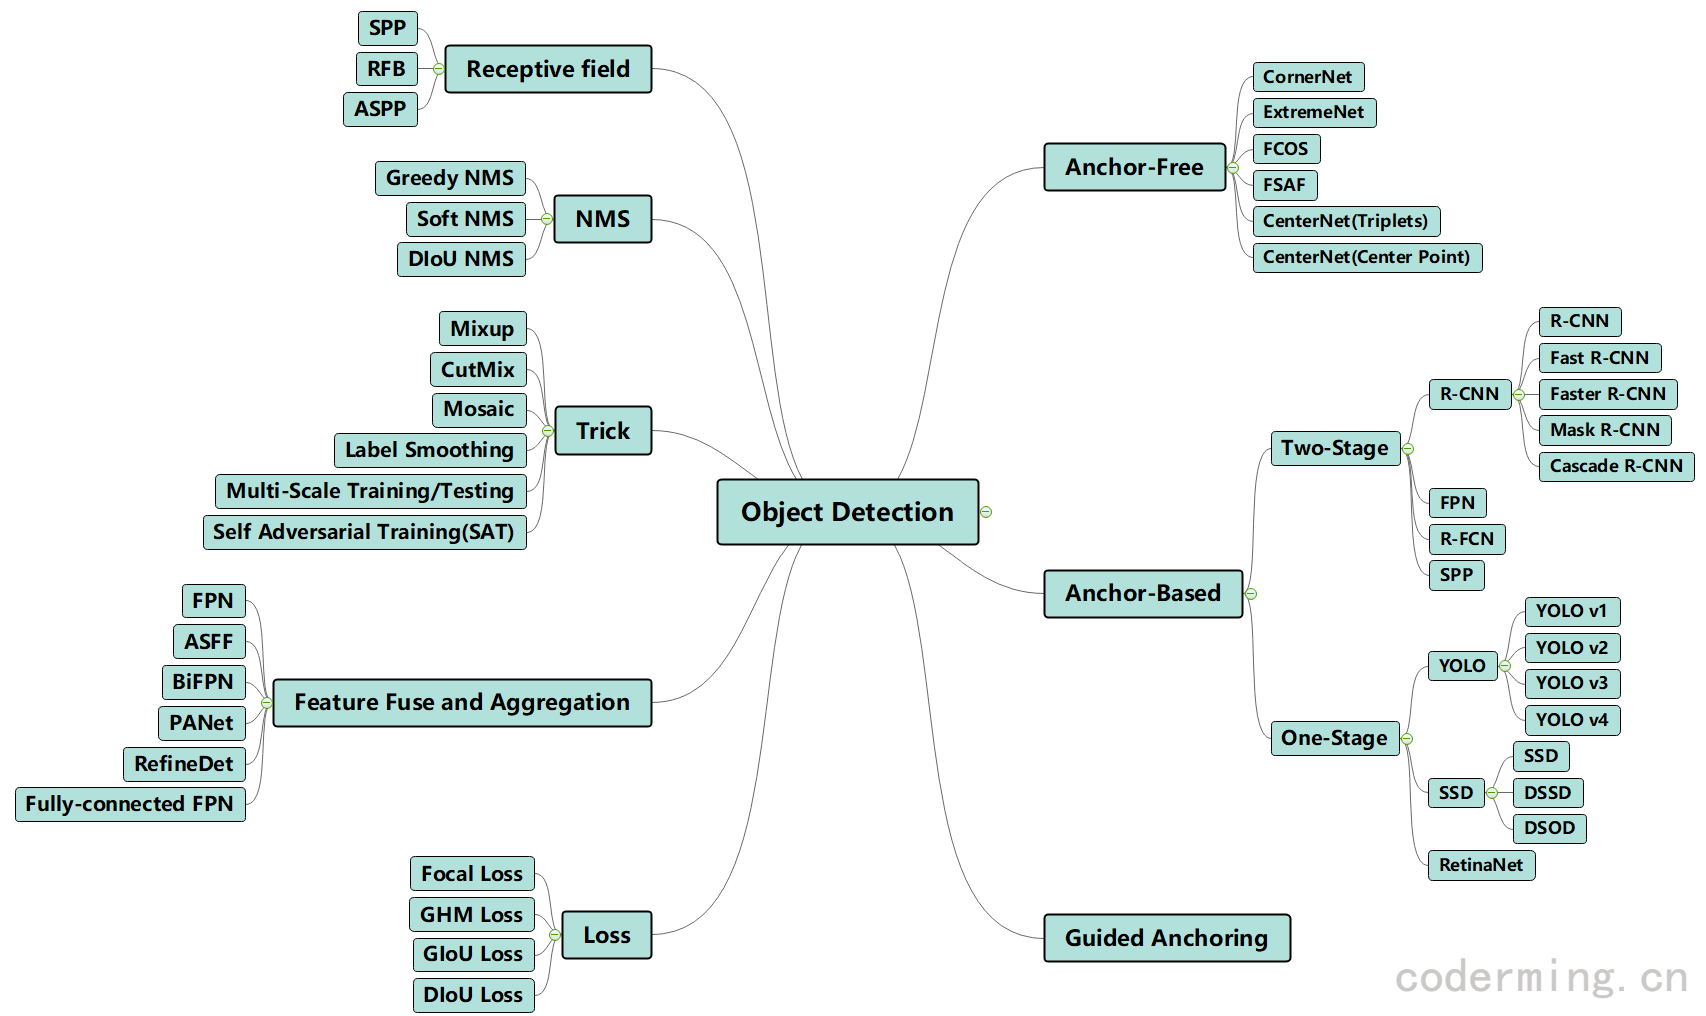 Object Detection
Receptive field
SPP
RFB
ASPP
NMS
Greedy NMS
Soft NMS
DIoU NMS
Trick
Mixup
CutMix
Mosaic
Label Smoothing
Multi-Scale Training/Testing
Self Adversarial Training(SAT)
Feature Fuse and Aggregation
FPN
ASFF
BiFPN
PANet
RefineDet
Fully-connected FPN
Loss
Focal Loss
GHM Loss
GIoU Loss
DIoU Loss
Anchor-Free
CornerNet
ExtremeNet
FCOS
FSAF
CenterNet(Triplets)
CenterNet(Center Point)
Anchor-Based
Two-Stage
R-CNN
R-CNN
Fast R-CNN
Faster R-CNN
Mask R-CNN
Cascade R-CNN
FPN
R-FCN
SPP
One-Stage
YOLO
YOLO v1
YOLO v2
YOLO v3
YOLO v4
SSD
SSD
DSSD
DSOD
RetinaNet
Guided Anchoring
coderming.cn